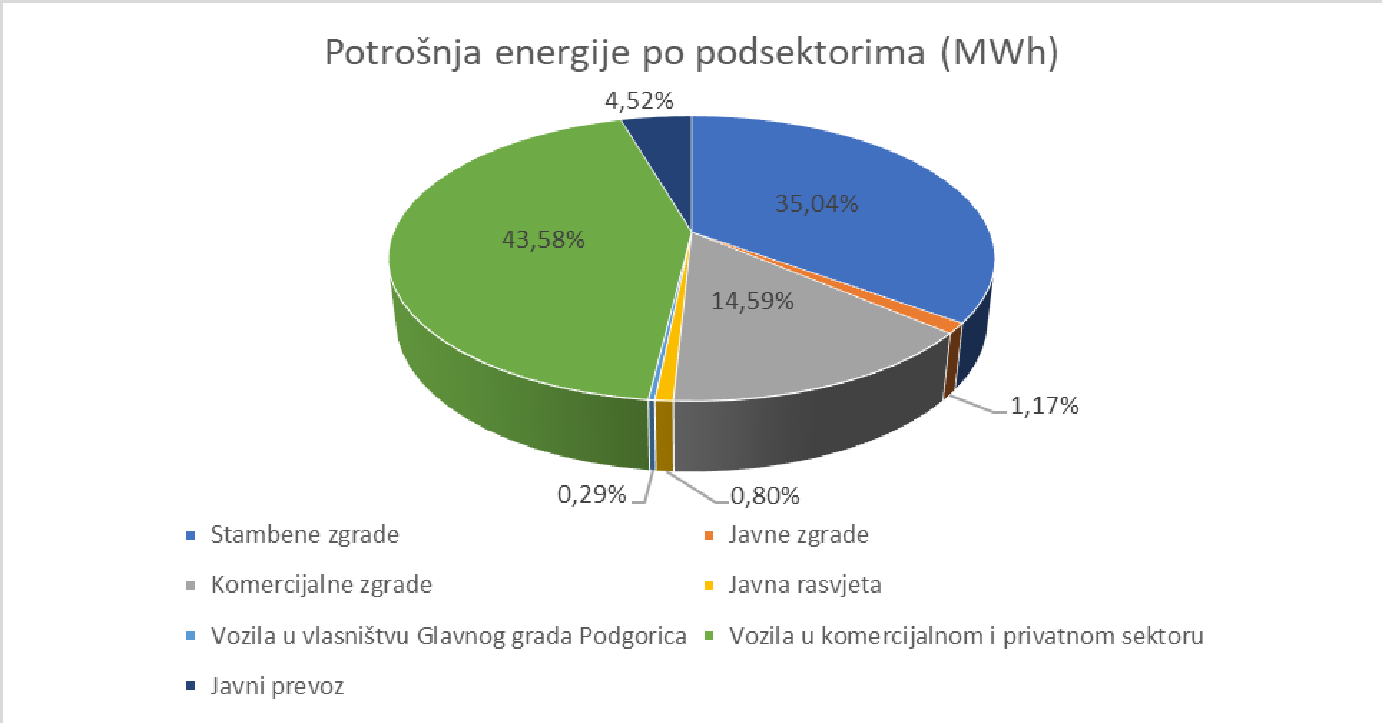 Potrošnja energije po podsektorima (MWh)
4,52%
35,04%
43,58%
14,59%
1,17%
0,29%
0,80%
Stambene zgrade
Javne zgrade
Komercijalne zgrade
Javna rasvjeta
Vozila u vlasništvu Glavnog grada Podgorica
Vozila u komercijalnom i privatnom sektoru
Javni prevoz